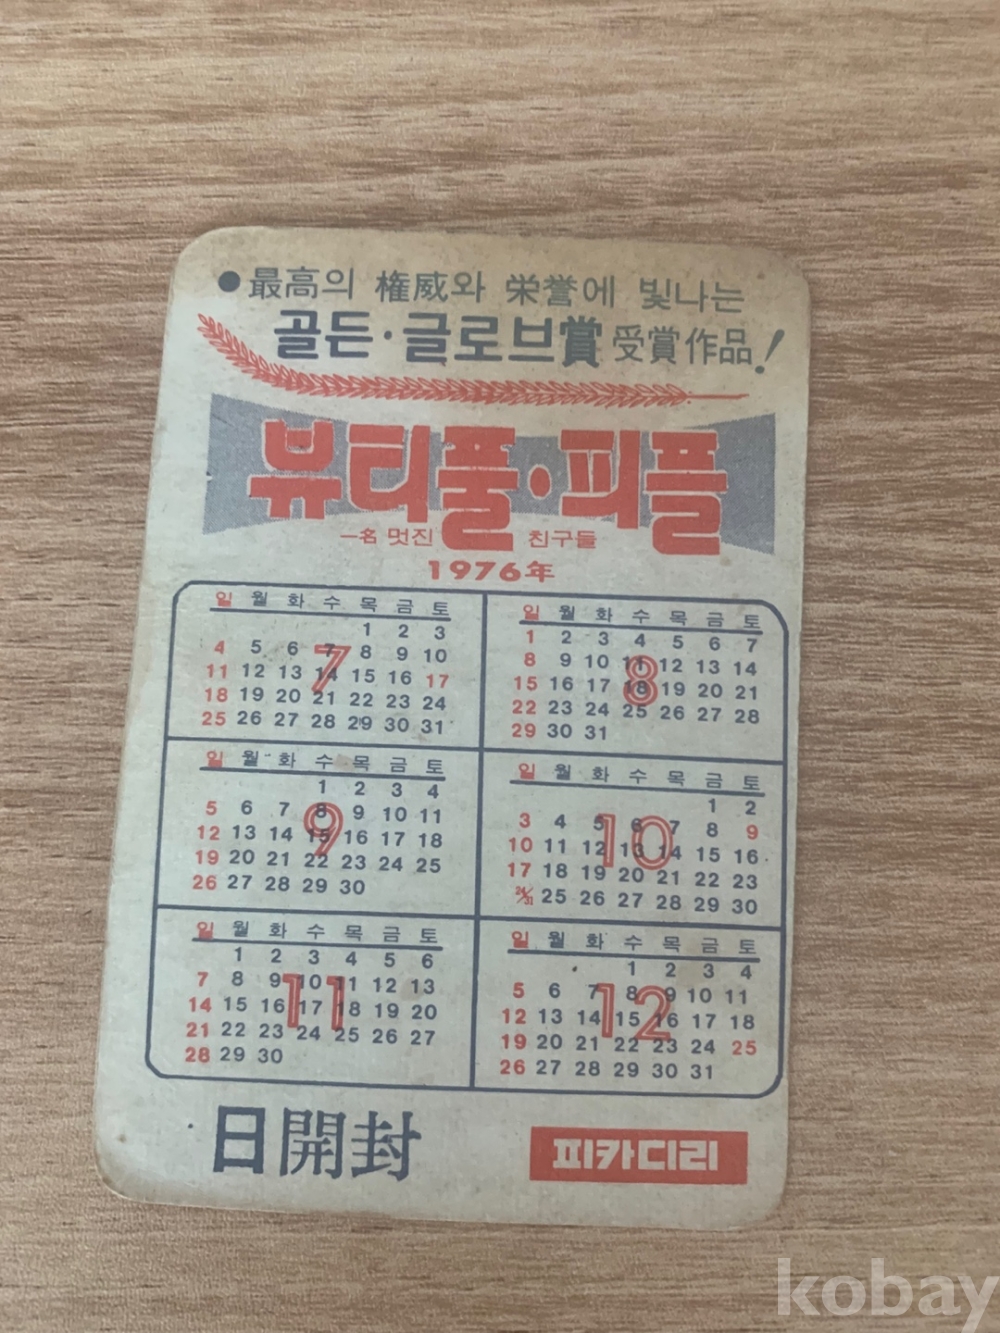 ●最高의 権威와 栄誉에 빛나는
골든·글로브賞 受賞作品!
뷰티풀·피플
一名 멋진 친구들
1976年
일 월 화 수 목 금 토
1 2 3
4 5 6 7 8 9 10
11 12 13 14 15 16 17
18 19 20 21 22 23 24
25 26 27 28 29 30 31
7
일 월 화 수 목 금 토
1 2 3 4 5 6 7
8 9 10 11 12 13 14
15 16 17 18 19 20 21
22 23 24 25 26 27 28
29 30 31
8
일 월 화 수 목 금 토
1 2 3 4
5 6 7 8 9 10 11
12 13 14 15 16 17 18
19 20 21 22 23 24 25
26 27 28 29 30
9
일 월 화 수 목 금 토
1 2
3 4 5 6 7 8 9
10 11 12 13 14 15 16
17 18 19 20 21 22 23
24/31 25 26 27 28 29 30
10
일 월 화 수 목 금 토
1 2 3 4 5 6
7 8 9 10 11 12 13
14 15 16 17 18 19 20
21 22 23 24 25 26 27
28 29 30
11
일 월 화 수 목 금 토
1 2 3 4
5 6 7 8 9 10 11
12 13 14 15 16 17 18
19 20 21 22 23 24 25
26 27 28 29 30 31
12
日開封
피카디리
kobay